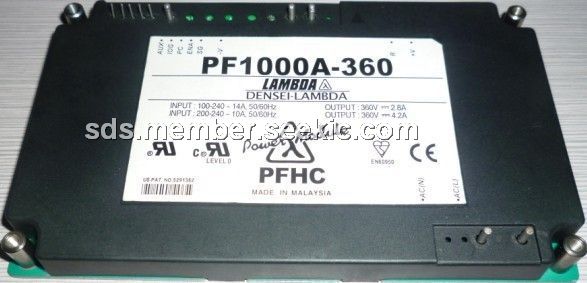 AUX
IOG
PC
ENA
SG
-V
R
+V
PF1000A-360
LAMBDA
DENSEI-LAMBDA
INPUT : 100-240 - 14A, 50/60Hz OUTPUT : 360V 2.8A
INPUT : 200-240 - 10A, 50/60Hz OUTPUT : 360V 4.2A
sds.member.seekic.com
Power Module
LEVEL D
EN60950
US PAT. NO.5291382
PFHC
MADE IN MALAYSIA
AC(N)
AC(L)